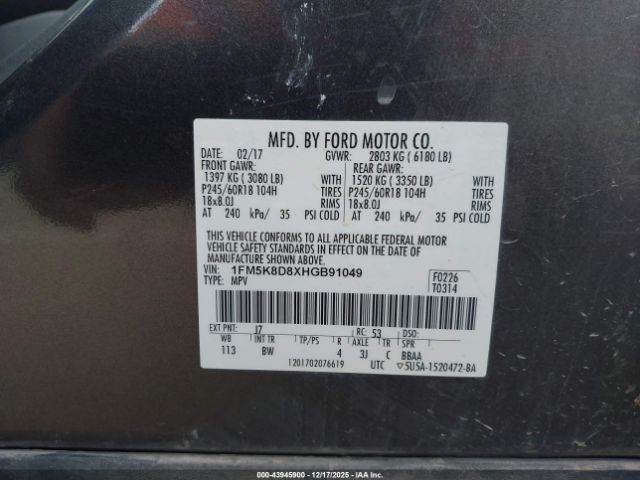 MFD. BY FORD MOTOR CO.
DATE: 02/17 GVWR: 2803 KG ( 6180 LB)
FRONT GAWR: REAR GAWR:
1397 KG ( 3080 LB) WITH 1520 KG ( 3350 LB) WITH
P245/60R18 104H TIRES P245/60R18 104H TIRES
18x8.0J RIMS 18x8.0J RIMS
AT 240 kPa/ 35 PSI COLD AT 240 kPa/ 35 PSI COLD
THIS VEHICLE CONFORMS TO ALL APPLICABLE FEDERAL MOTOR
VEHICLE SAFETY STANDARDS IN EFFECT ON THE DATE OF
MANUFACTURE SHOWN ABOVE.
VIN: 1FM5K8D8XHGB91049 F0226
TYPE: MPV T0314
EXT PNT: J7 RC: 53 DSO:
WB INT TR TP/PS R AXLE TR SPR
113 BW 4 3J C BBAA
1201702076619 UTC ▽5U5A-1520472-BA
000-43945900 - 12/17/2025 - IAA Inc.